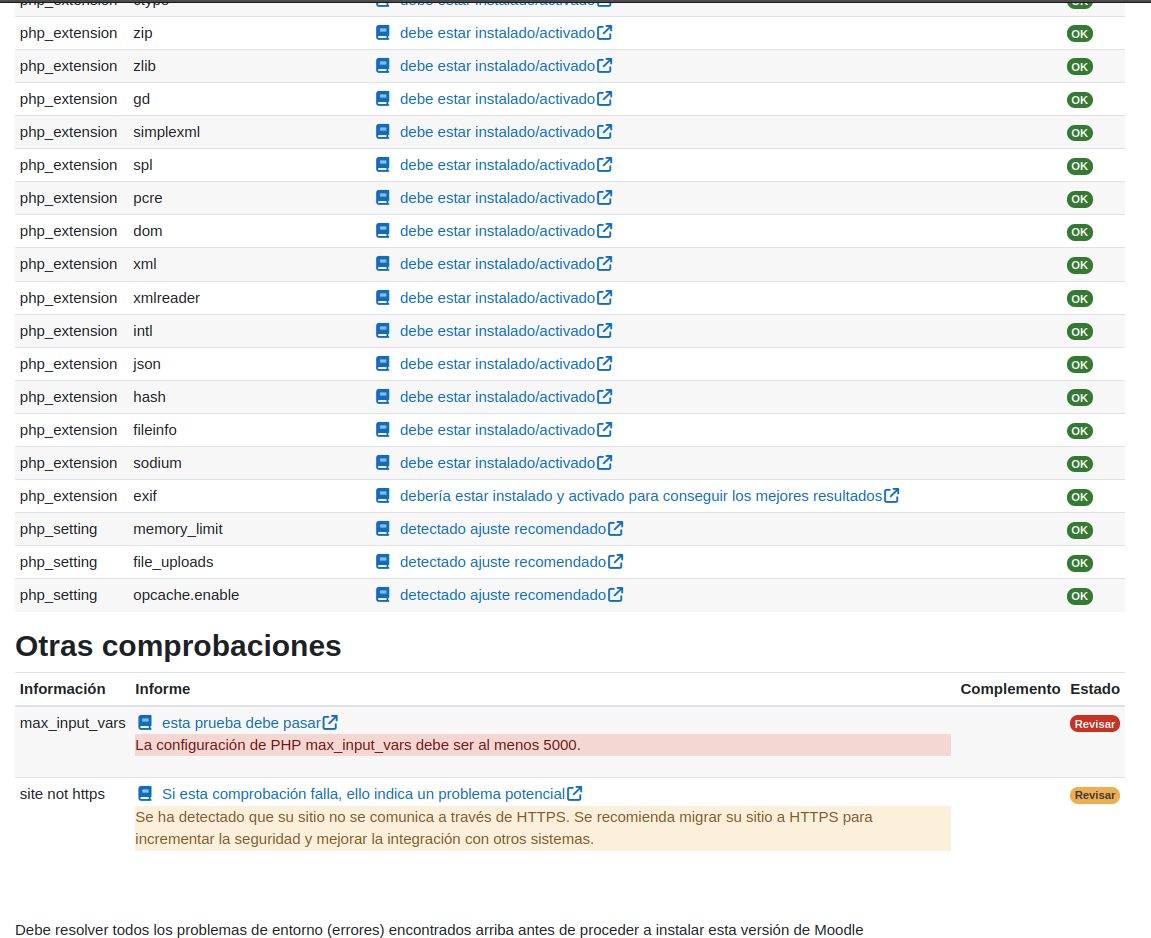 php_extension ctype debe estar instalado/activado OK
php_extension zip debe estar instalado/activado OK
php_extension zlib debe estar instalado/activado OK
php_extension gd debe estar instalado/activado OK
php_extension simplexml debe estar instalado/activado OK
php_extension spl debe estar instalado/activado OK
php_extension pcre debe estar instalado/activado OK
php_extension dom debe estar instalado/activado OK
php_extension xml debe estar instalado/activado OK
php_extension xmlreader debe estar instalado/activado OK
php_extension intl debe estar instalado/activado OK
php_extension json debe estar instalado/activado OK
php_extension hash debe estar instalado/activado OK
php_extension fileinfo debe estar instalado/activado OK
php_extension sodium debe estar instalado/activado OK
php_extension exif debería estar instalado y activado para conseguir los mejores resultados OK
php_setting memory_limit detectado ajuste recomendado OK
php_setting file_uploads detectado ajuste recomendado OK
php_setting opcache.enable detectado ajuste recomendado OK
Otras comprobaciones
Información Informe Complemento Estado
max_input_vars esta prueba debe pasar Revisar
La configuración de PHP max_input_vars debe ser al menos 5000.
site not https Si esta comprobación falla, ello indica un problema potencial Revisar
Se ha detectado que su sitio no se comunica a través de HTTPS. Se recomienda migrar su sitio a HTTPS para
incrementar la seguridad y mejorar la integración con otros sistemas.
Debe resolver todos los problemas de entorno (errores) encontrados arriba antes de proceder a instalar esta versión de Moodle